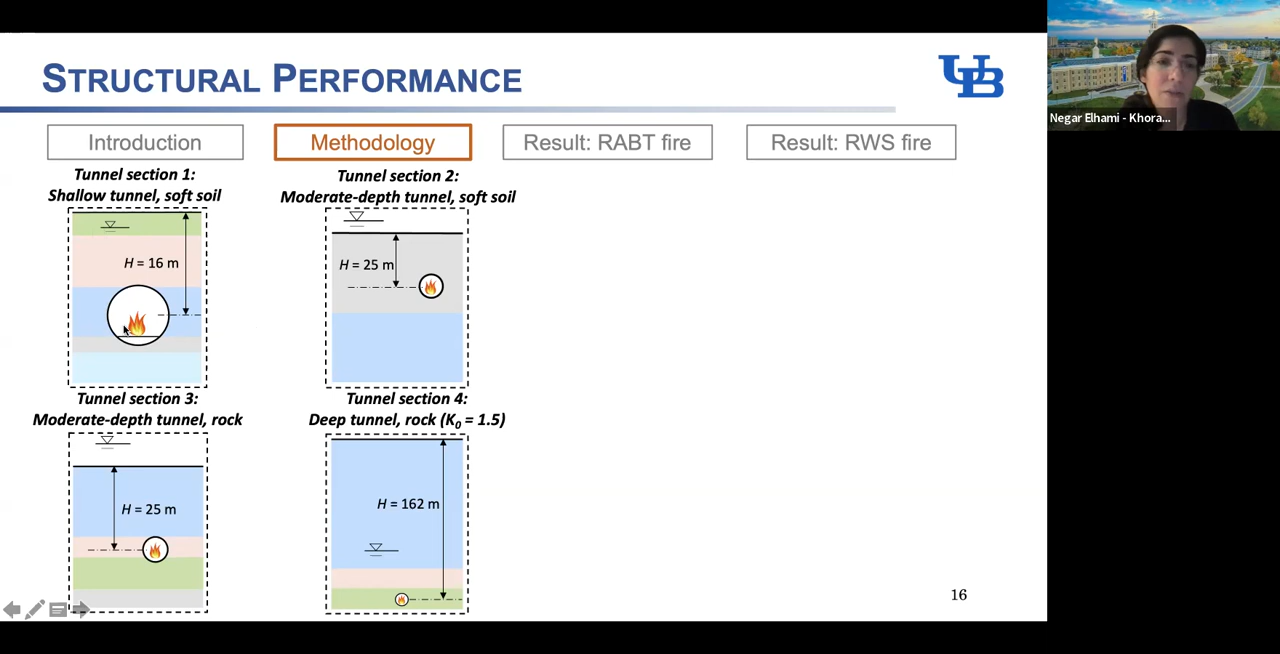 STRUCTURAL PERFORMANCE
UB
Negar Elhami - Khora...
Introduction
Methodology
Result: RABT fire
Result: RWS fire
Tunnel section 1:
Shallow tunnel, soft soil
H = 16 m
Tunnel section 2:
Moderate-depth tunnel, soft soil
H = 25 m
Tunnel section 3:
Moderate-depth tunnel, rock
H = 25 m
Tunnel section 4:
Deep tunnel, rock (K₀ = 1.5)
H = 162 m
16